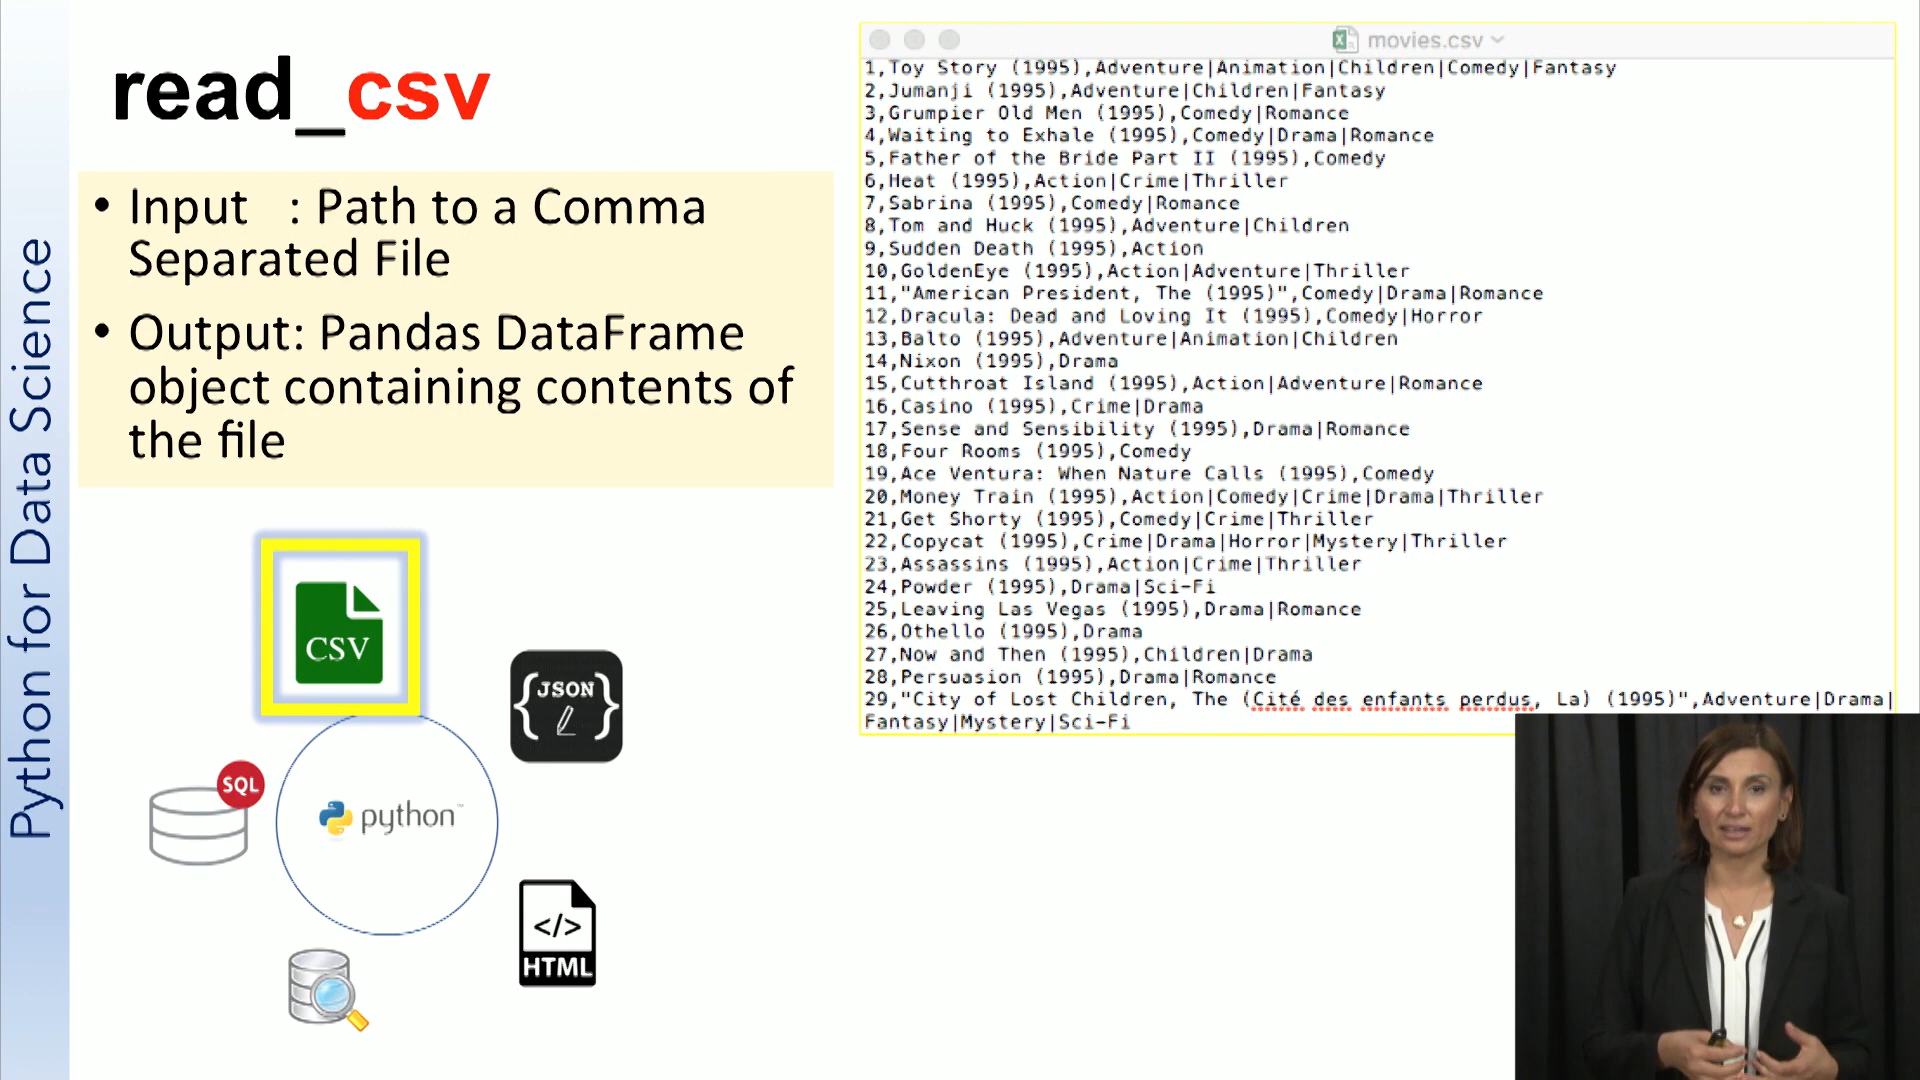 Python for Data Science
read_csv
• Input : Path to a Comma
Separated File
• Output: Pandas DataFrame
object containing contents of
the file
CSV
JSON
SQL
python™
</>
HTML
movies.csv
1,Toy Story (1995),Adventure|Animation|Children|Comedy|Fantasy
2,Jumanji (1995),Adventure|Children|Fantasy
3,Grumpier Old Men (1995),Comedy|Romance
4,Waiting to Exhale (1995),Comedy|Drama|Romance
5,Father of the Bride Part II (1995),Comedy
6,Heat (1995),Action|Crime|Thriller
7,Sabrina (1995),Comedy|Romance
8,Tom and Huck (1995),Adventure|Children
9,Sudden Death (1995),Action
10,GoldenEye (1995),Action|Adventure|Thriller
11,"American President, The (1995)",Comedy|Drama|Romance
12,Dracula: Dead and Loving It (1995),Comedy|Horror
13,Balto (1995),Adventure|Animation|Children
14,Nixon (1995),Drama
15,Cutthroat Island (1995),Action|Adventure|Romance
16,Casino (1995),Crime|Drama
17,Sense and Sensibility (1995),Drama|Romance
18,Four Rooms (1995),Comedy
19,Ace Ventura: When Nature Calls (1995),Comedy
20,Money Train (1995),Action|Comedy|Crime|Drama|Thriller
21,Get Shorty (1995),Comedy|Crime|Thriller
22,Copycat (1995),Crime|Drama|Horror|Mystery|Thriller
23,Assassins (1995),Action|Crime|Thriller
24,Powder (1995),Drama|Sci-Fi
25,Leaving Las Vegas (1995),Drama|Romance
26,Othello (1995),Drama
27,Now and Then (1995),Children|Drama
28,Persuasion (1995),Drama|Romance
29,"City of Lost Children, The (Cité des enfants perdus, La) (1995)",Adventure|Drama|
Fantasy|Mystery|Sci-Fi